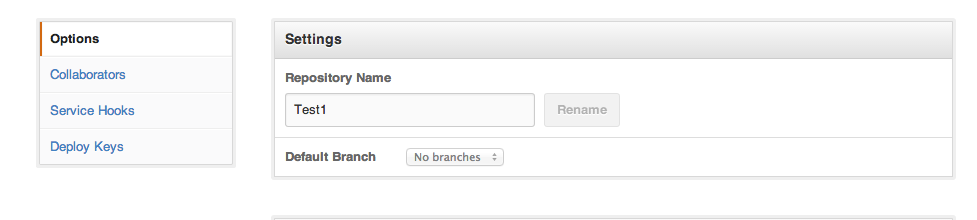 Options
Collaborators
Service Hooks
Deploy Keys
Settings
Repository Name
Test1 Rename
Default Branch No branches